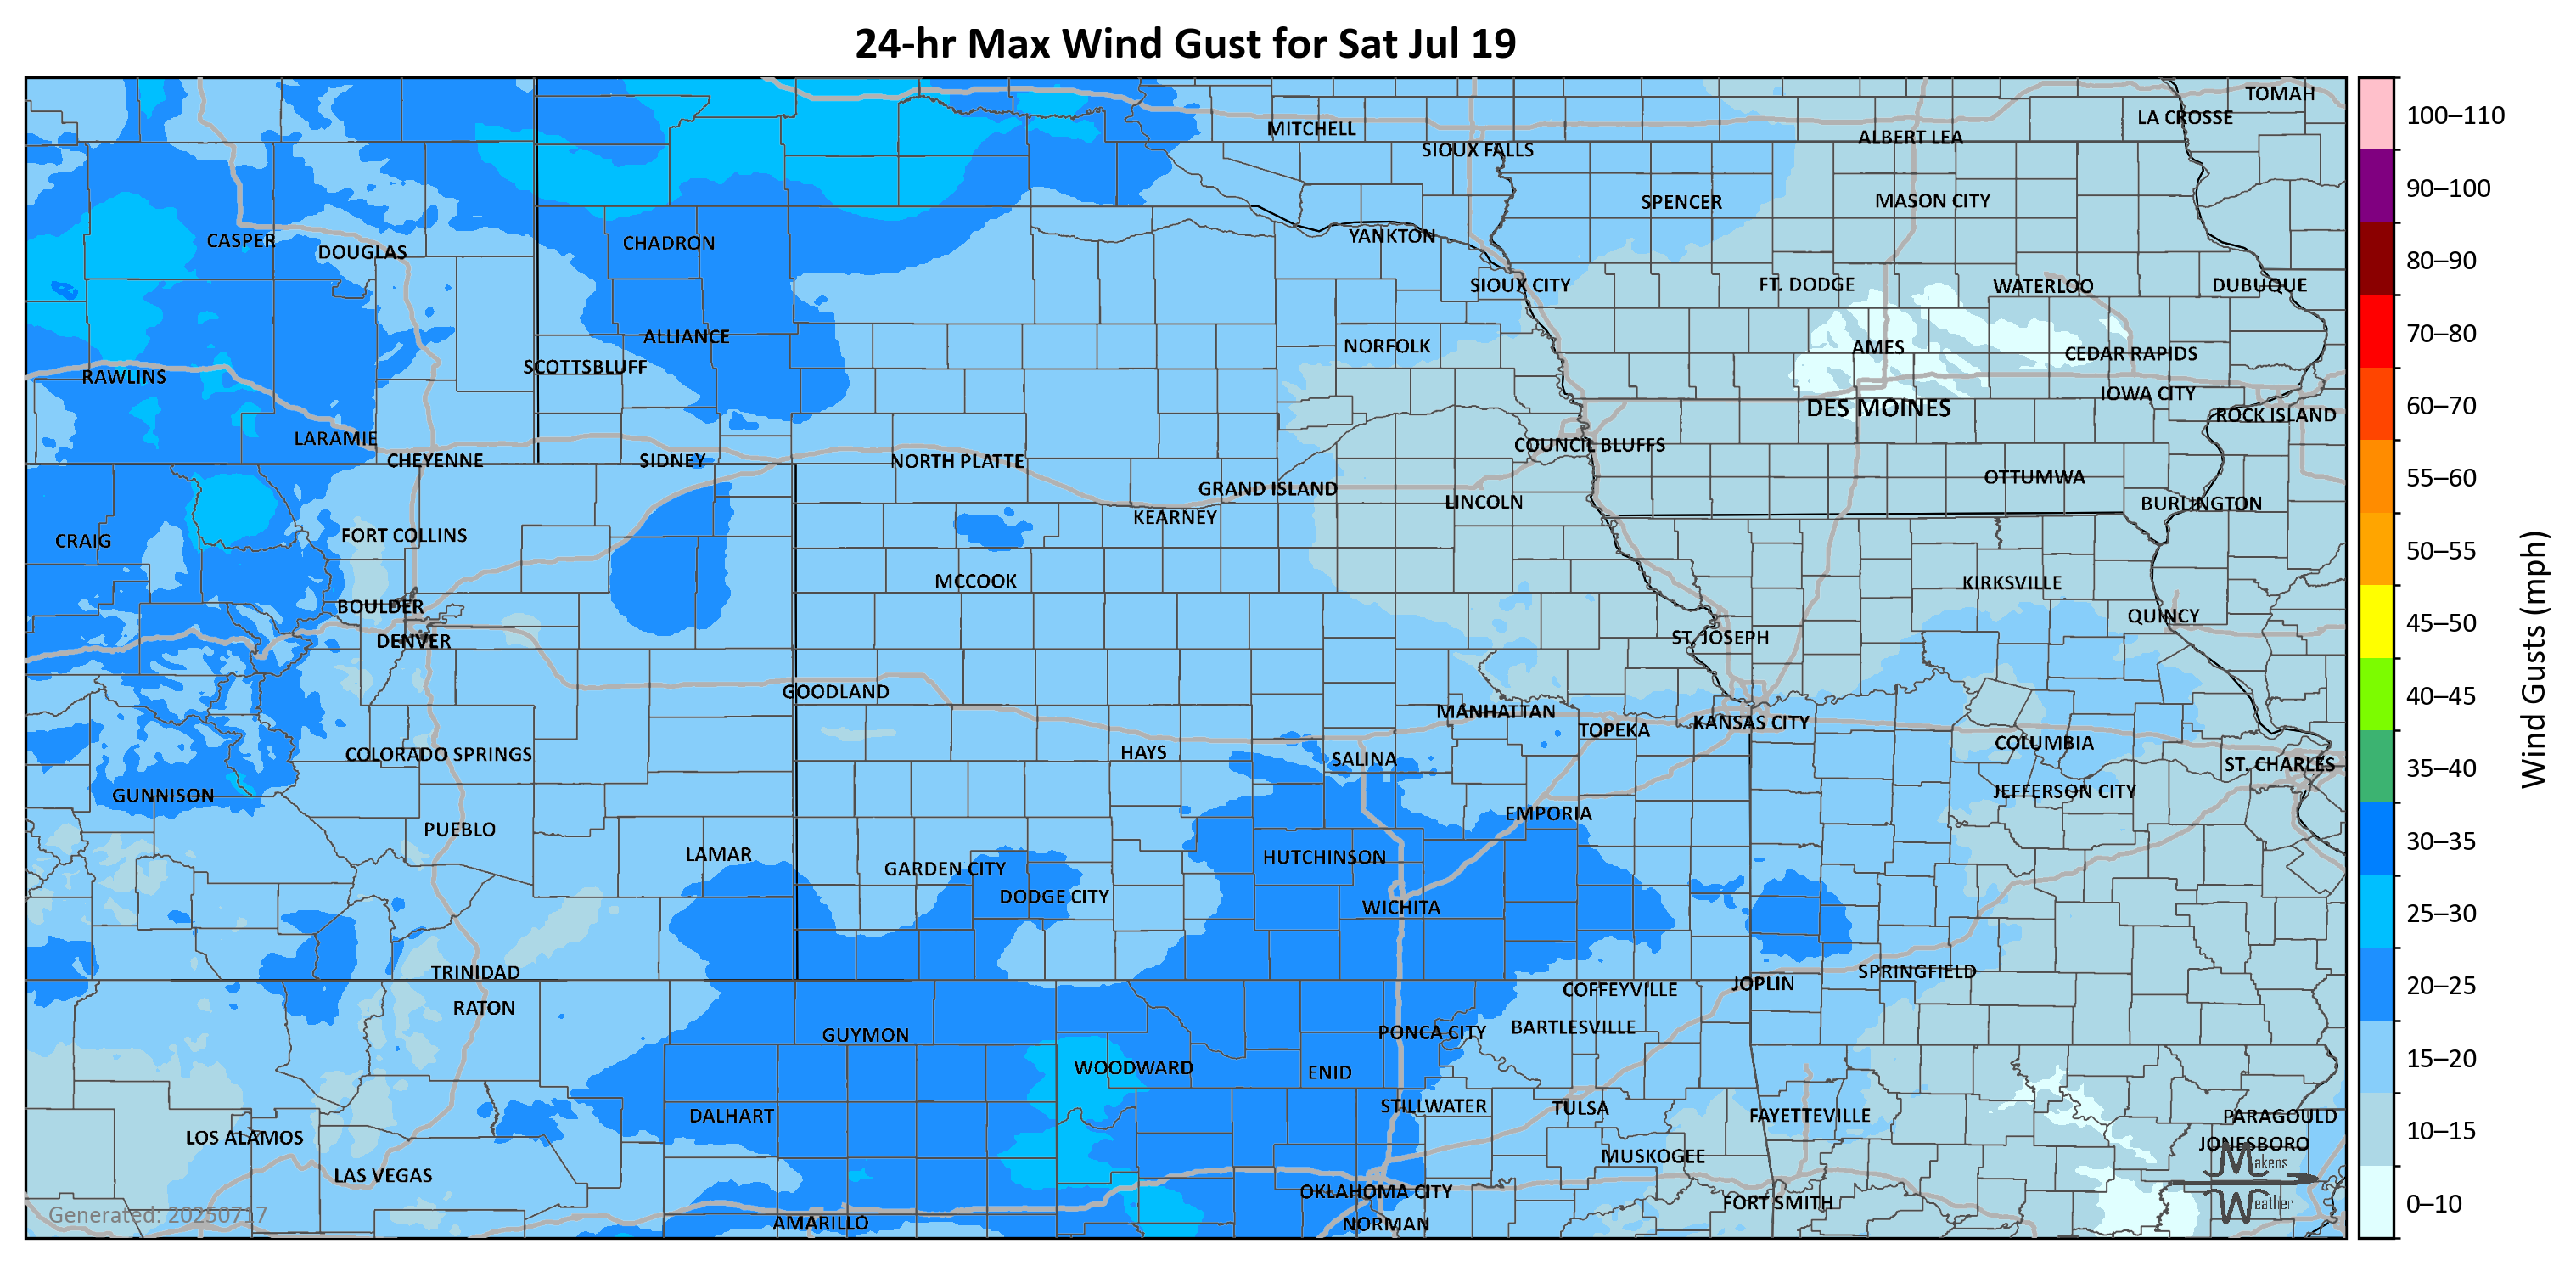 24-hr Max Wind Gust for Sat Jul 19
TOMAH
LA CROSSE
MITCHELL
ALBERT LEA
SIOUX FALLS
SPENCER
MASON CITY
CASPER
DOUGLAS
CHADRON
YANKTON
SIOUX CITY
FT. DODGE
WATERLOO
DUBUQUE
ALLIANCE
NORFOLK
AMES
CEDAR RAPIDS
SCOTTSBLUFF
RAWLINS
IOWA CITY
DES MOINES
ROCK ISLAND
LARAMIE
COUNCIL BLUFFS
CHEYENNE
SIDNEY
NORTH PLATTE
OTTUMWA
GRAND ISLAND
LINCOLN
BURLINGTON
KEARNEY
FORT COLLINS
CRAIG
MCCOOK
KIRKSVILLE
BOULDER
QUINCY
DENVER
ST. JOSEPH
GOODLAND
MANHATTAN
TOPEKA
KANSAS CITY
COLUMBIA
COLORADO SPRINGS
HAYS
SALINA
ST. CHARLES
GUNNISON
JEFFERSON CITY
EMPORIA
PUEBLO
LAMAR
HUTCHINSON
GARDEN CITY
DODGE CITY
WICHITA
TRINIDAD
SPRINGFIELD
JOPLIN
COFFEYVILLE
RATON
BARTLESVILLE
GUYMON
PONCA CITY
WOODWARD
ENID
STILLWATER
TULSA
DALHART
FAYETTEVILLE
PARAGOULD
LOS ALAMOS
JONESBORO
MUSKOGEE
LAS VEGAS
OKLAHOMA CITY
FORT SMITH
AMARILLO
NORMAN
Generated: 20250717
Makens
Weather
100–110
90–100
80–90
70–80
60–70
55–60
50–55
45–50
40–45
35–40
30–35
25–30
20–25
15–20
10–15
0–10
Wind Gusts (mph)